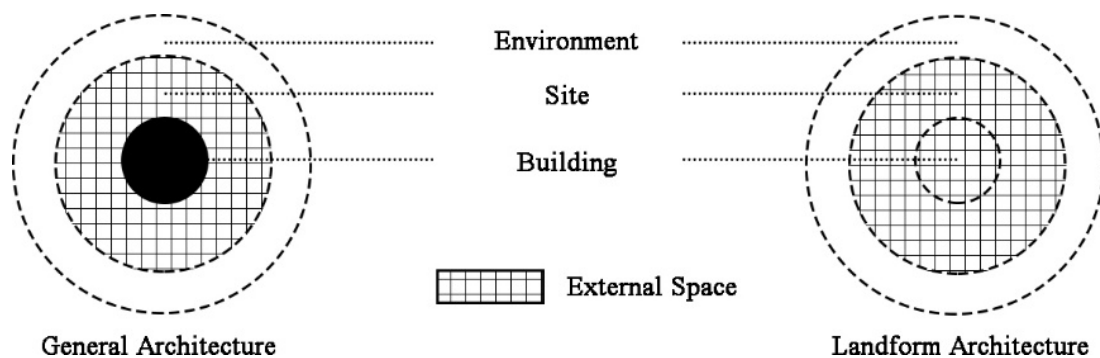 Environment
Site
Building
External Space
General Architecture
Landform Architecture